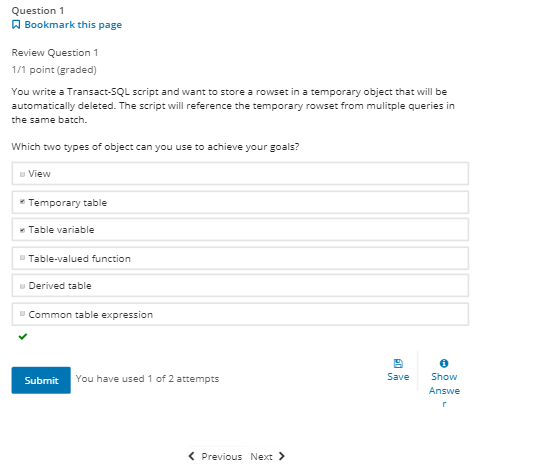 Question 1
Bookmark this page
Review Question 1
1/1 point (graded)
You write a Transact-SQL script and want to store a rowset in a temporary object that will be
automatically deleted. The script will reference the temporary rowset from mulitple queries in
the same batch.
Which two types of object can you use to achieve your goals?
View
Temporary table
Table variable
Table-valued function
Derived table
Common table expression
Submit
You have used 1 of 2 attempts
Save
Show
Answe
r
Previous Next